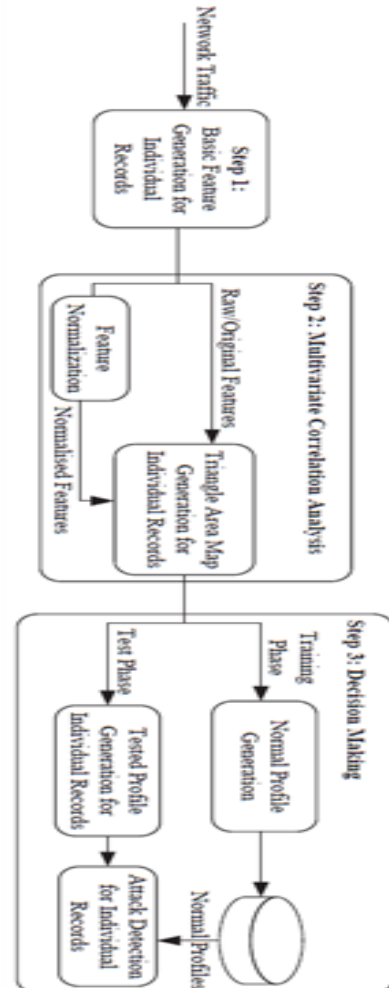 Network Traffic
Step 1:
Basic Feature
Generation for
Individual
Records
Step 2: Multivariate Correlation Analysis
Raw/Original Features
Feature
Normalization
Normalised Features
Triangle Area Map
Generation for
Individual Records
Step 3: Decision Making
Training
Phase
Normal Profile
Generation
Normal Profiles
Test Phase
Tested Profile
Generation for
Individual Records
Attack Detection
for Individual
Records